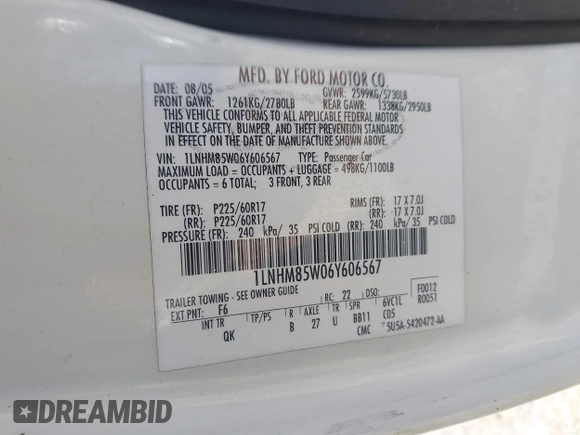 MFD. BY FORD MOTOR CO.
DATE: 08/05 GVWR: 2599KG/5730LB
FRONT GAWR: 1261KG/2780LB REAR GAWR: 1338KG/2950LB
THIS VEHICLE CONFORMS TO ALL APPLICABLE FEDERAL MOTOR
VEHICLE SAFETY, BUMPER, AND THEFT PREVENTION STANDARDS
IN EFFECT ON THE DATE OF MANUFACTURE SHOWN ABOVE.
VIN: 1LNHM85W06Y606567 TYPE: Passenger Car
MAXIMUM LOAD = OCCUPANTS + LUGGAGE = 498KG/1100LB
OCCUPANTS = 6 TOTAL; 3 FRONT, 3 REAR
TIRE (FR): P225/60R17 RIMS (FR): 17 X 7.0J
(RR): P225/60R17 (RR): 17 X 7.0J
PRESSURE (FR): 240 kPa/ 35 PSI COLD (RR): 240 kPa/ 35 PSI COLD
1LNHM85W06Y606567
TRAILER TOWING - SEE OWNER GUIDE
EXT PNT: F6 RC: 22 DSO: F0012
INT TR TP/PS R AX TR SPR 6VC1L R0051
QK B 27 U BB11 C05
CMC 5U5A-5420472-AA
DREAMBID